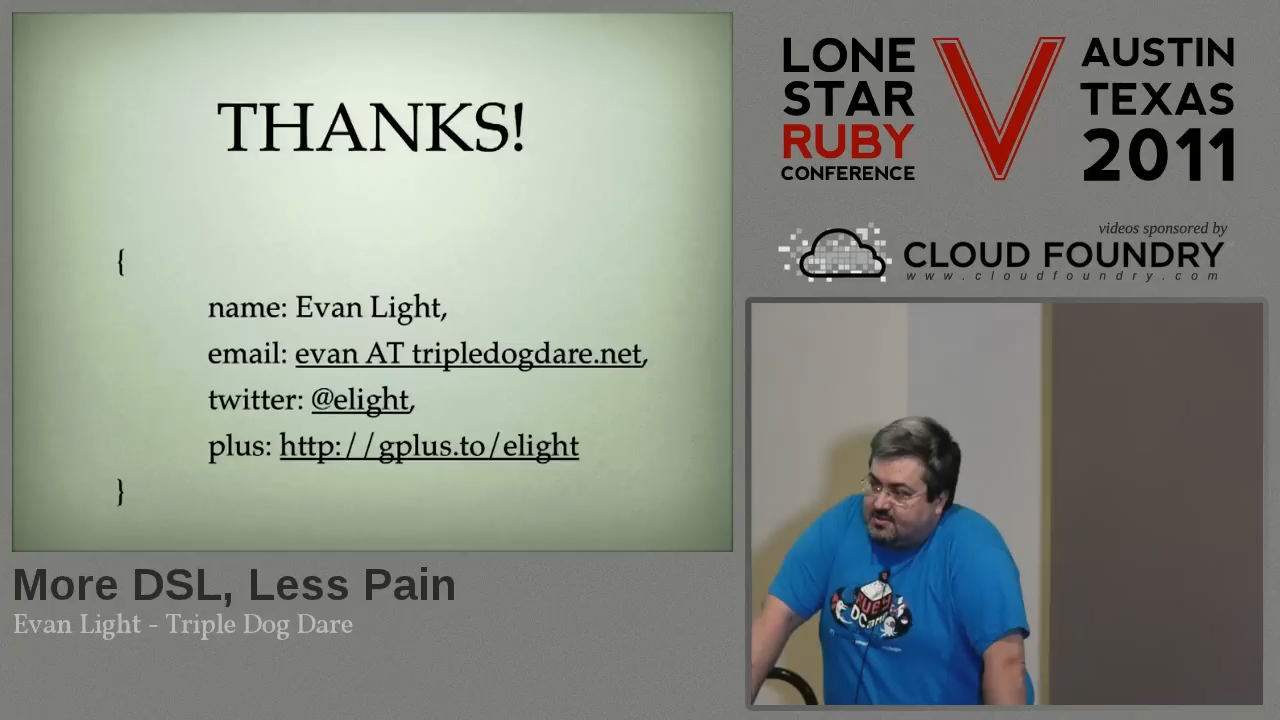 THANKS!
{
name: Evan Light,
email: evan AT tripledogdare.net,
twitter: @elight,
plus: http://gplus.to/elight
}
More DSL, Less Pain
Evan Light - Triple Dog Dare
LONE
STAR
RUBY
CONFERENCE
V
AUSTIN
TEXAS
2011
videos sponsored by
CLOUD FOUNDRY
www.cloudfoundry.com
RUBY
DCamp